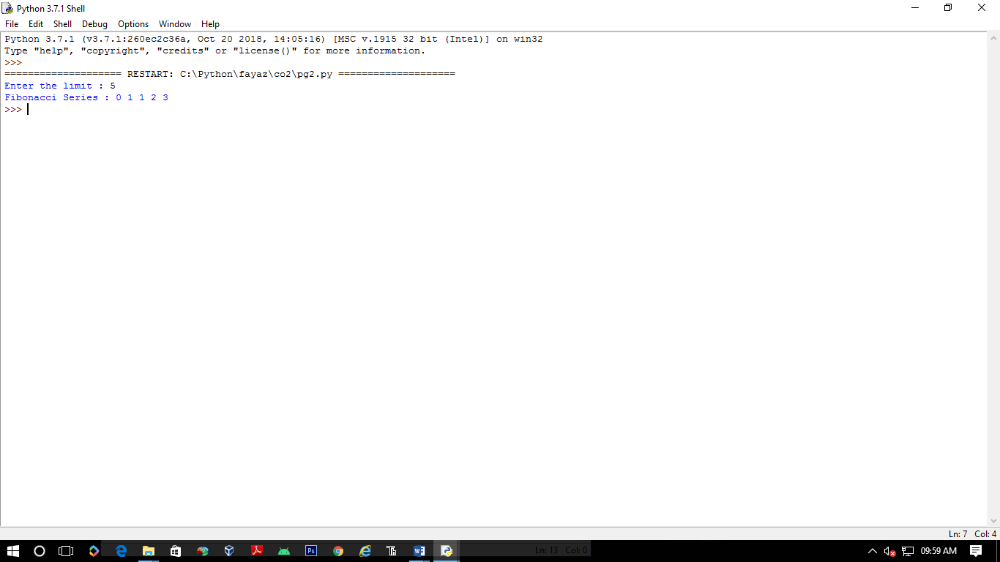 Python 3.7.1 Shell
File Edit Shell Debug Options Window Help
Python 3.7.1 (v3.7.1:260ec2c36a, Oct 20 2018, 14:05:16) [MSC v.1915 32 bit (Intel)] on win32
Type "help", "copyright", "credits" or "license()" for more information.
>>>
==================== RESTART: C:\Python\fayaz\co2\pg2.py ====================
Enter the limit : 5
Fibonacci Series : 0 1 1 2 3
>>>
Ln: 7 Col: 4
Ps
Ln: 13 Col: 0
09:59 AM